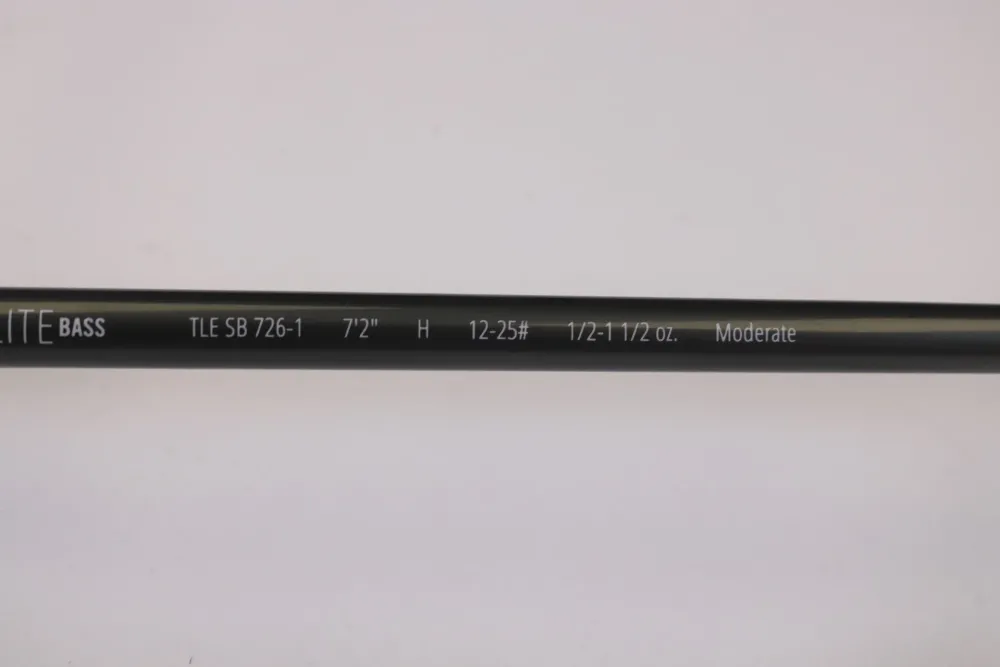 LITE BASS TLE SB 726-1 7'2" H 12-25# 1/2-1 1/2 oz. Moderate